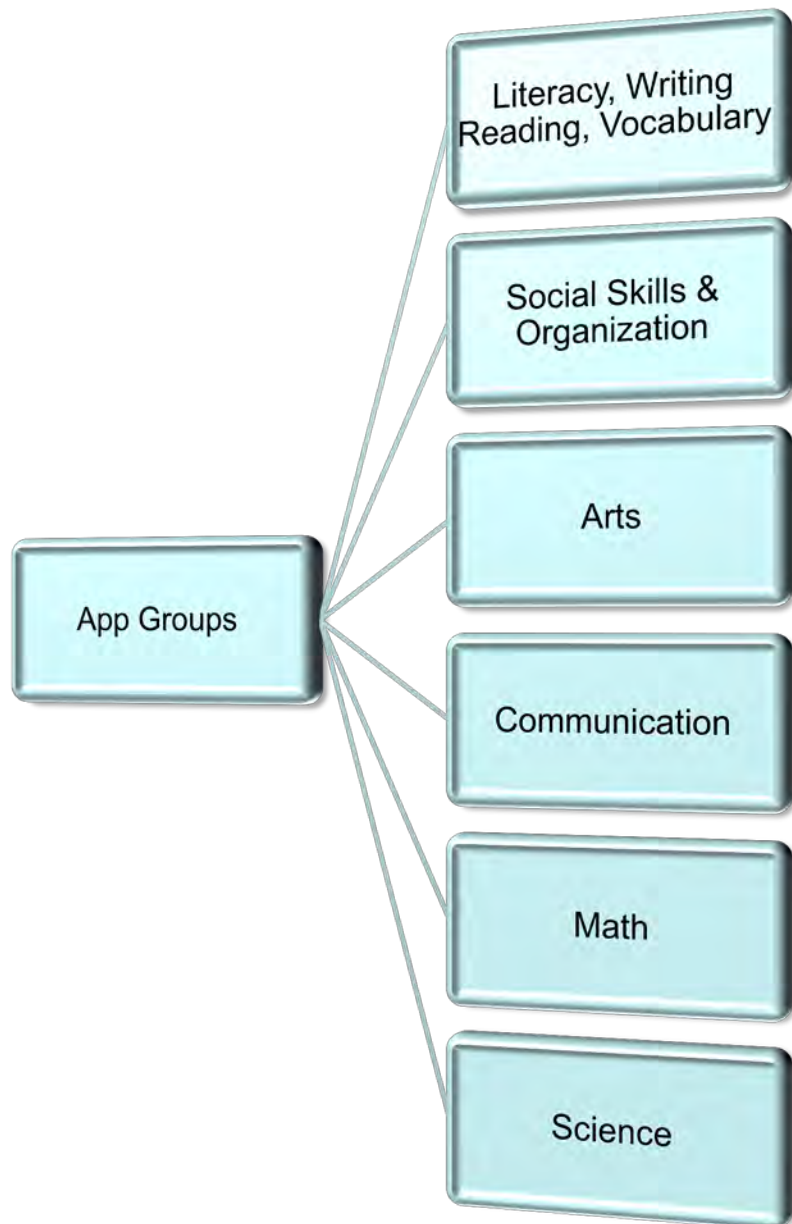 Literacy, Writing
Reading, Vocabulary
Social Skills &
Organization
Arts
App Groups
Communication
Math
Science